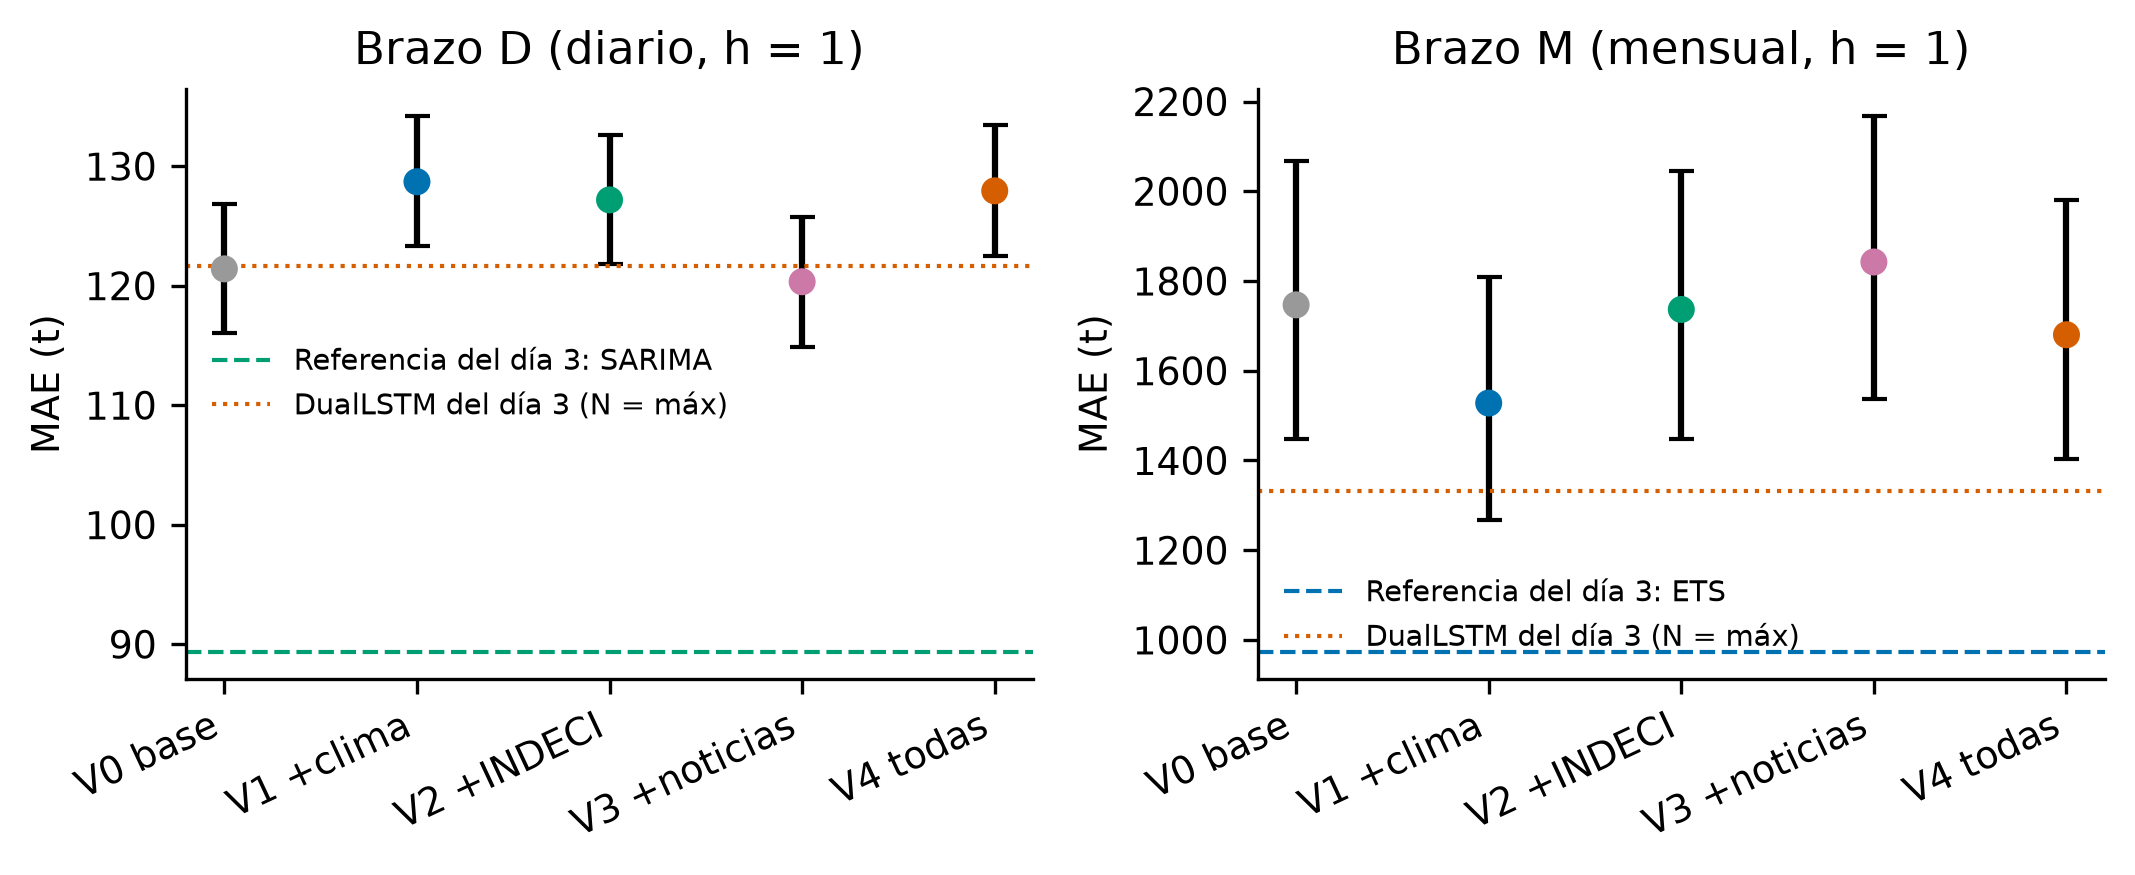 Brazo D (diario, h = 1)
MAE (t)
130
120
110
100
90
Referencia del día 3: SARIMA
DualLSTM del día 3 (N = máx)
V0 base
V1 +clima
V2 +INDECI
V3 +noticias
V4 todas
Brazo M (mensual, h = 1)
MAE (t)
2200
2000
1800
1600
1400
1200
1000
Referencia del día 3: ETS
DualLSTM del día 3 (N = máx)
V0 base
V1 +clima
V2 +INDECI
V3 +noticias
V4 todas